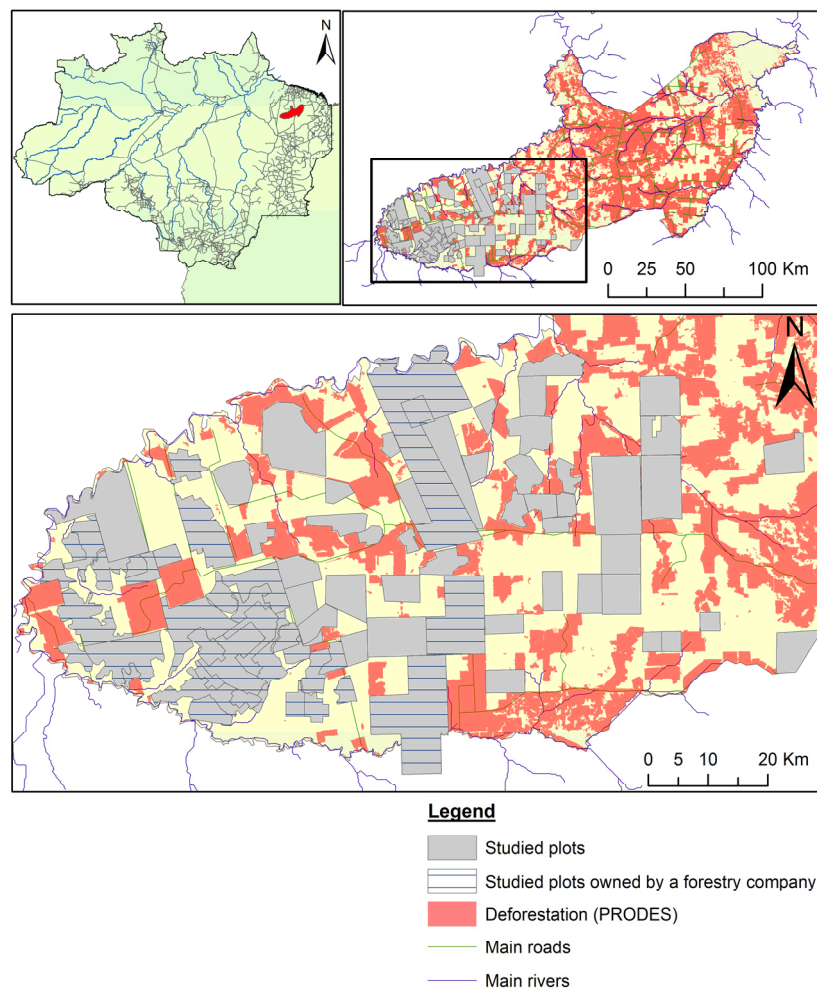 N
0 25 50 100 Km
N
0 5 10 20 Km
Legend
Studied plots
Studied plots owned by a forestry company
Deforestation (PRODES)
Main roads
Main rivers